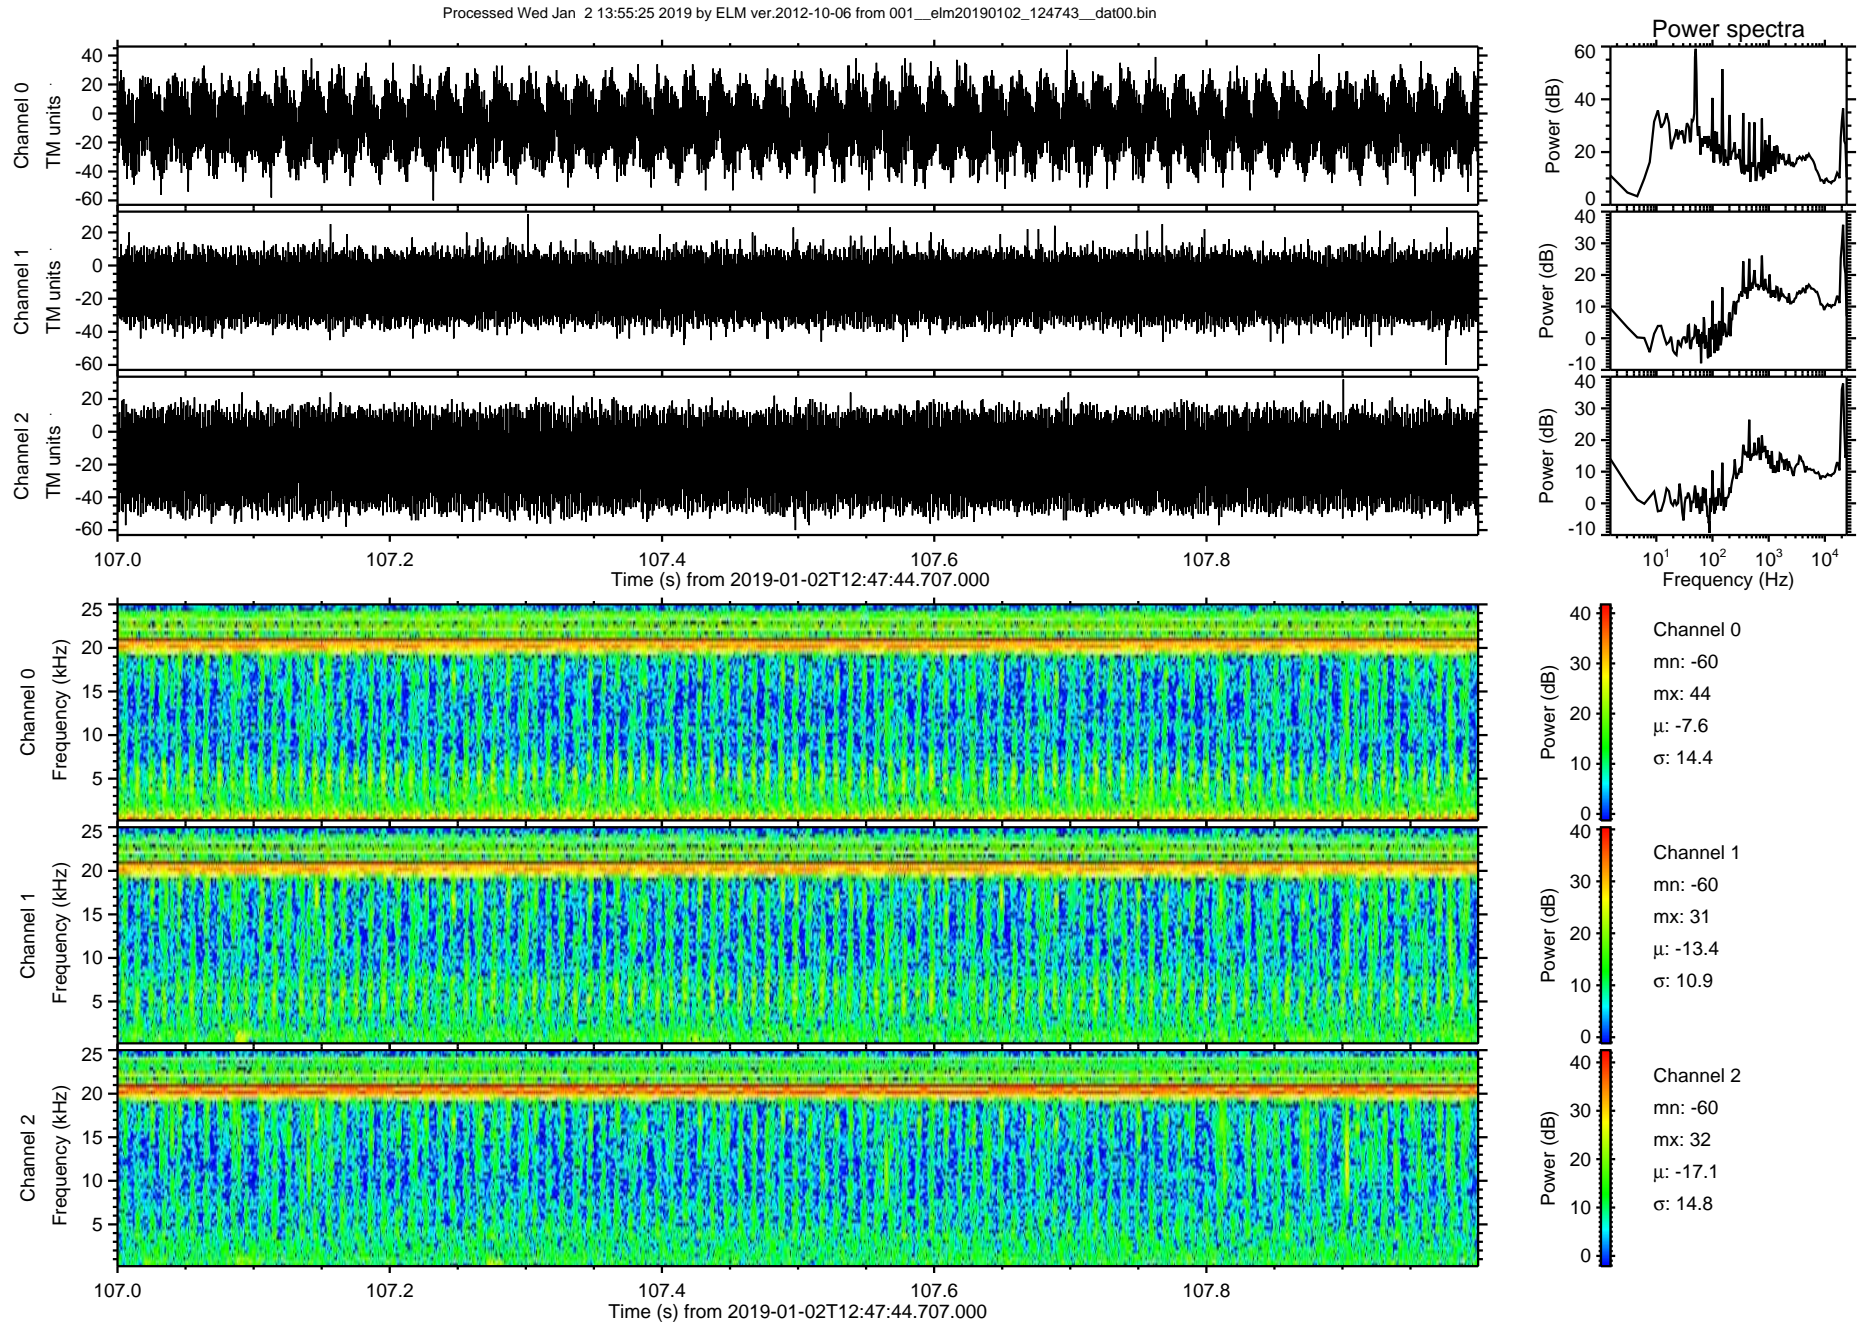 Processed Wed Jan  2 13:55:25 2019 by ELM ver.2012-10-06 from 001__elm20190102_124743__dat00.bin
Power spectra
Channel 0
TM units
40
20
0
-20
-40
-60
Power (dB)
60
40
20
0
Channel 1
TM units
20
0
-20
-40
-60
Power (dB)
40
30
20
10
0
-10
Channel 2
TM units
20
0
-20
-40
-60
Power (dB)
40
30
20
10
0
-10
107.0 107.2 107.4 107.6 107.8
Time (s) from 2019-01-02T12:47:44.707.000
10^1 10^2 10^3 10^4
Frequency (Hz)
Channel 0
Frequency (kHz)
25
20
15
10
5
Power (dB)
40
30
20
10
0
Channel 0
mn: -60
mx: 44
μ: -7.6
σ: 14.4
Channel 1
Frequency (kHz)
25
20
15
10
5
Power (dB)
40
30
20
10
0
Channel 1
mn: -60
mx: 31
μ: -13.4
σ: 10.9
Channel 2
Frequency (kHz)
25
20
15
10
5
Power (dB)
40
30
20
10
0
Channel 2
mn: -60
mx: 32
μ: -17.1
σ: 14.8
107.0 107.2 107.4 107.6 107.8
Time (s) from 2019-01-02T12:47:44.707.000